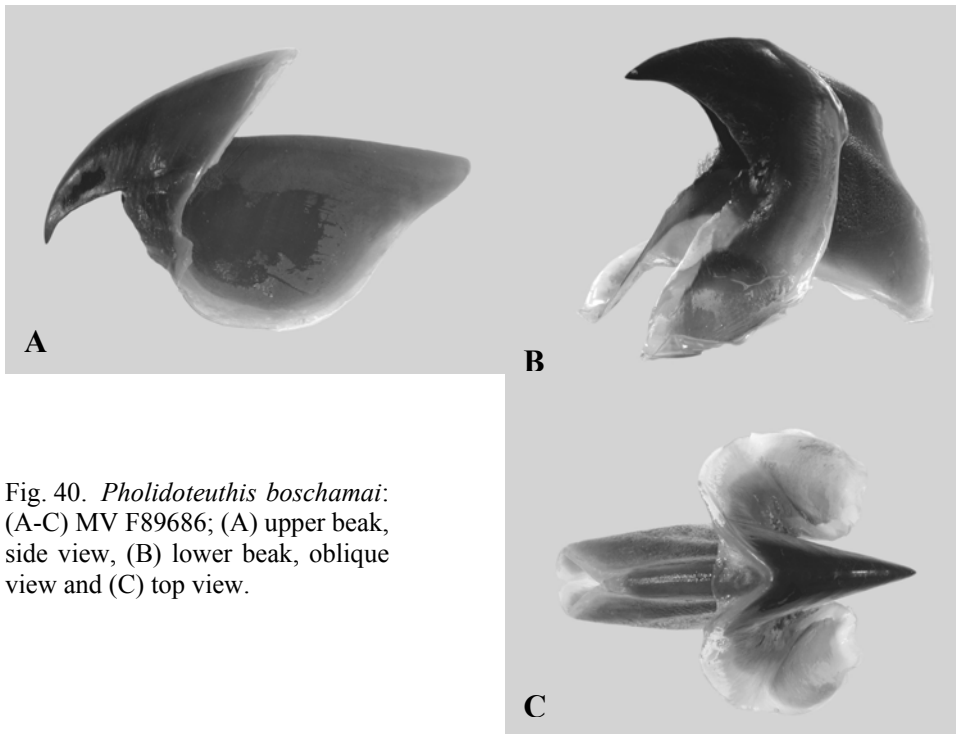 A
B
Fig. 40. Pholidoteuthis boschamai:
(A-C) MV F89686; (A) upper beak,
side view, (B) lower beak, oblique
view and (C) top view.
C